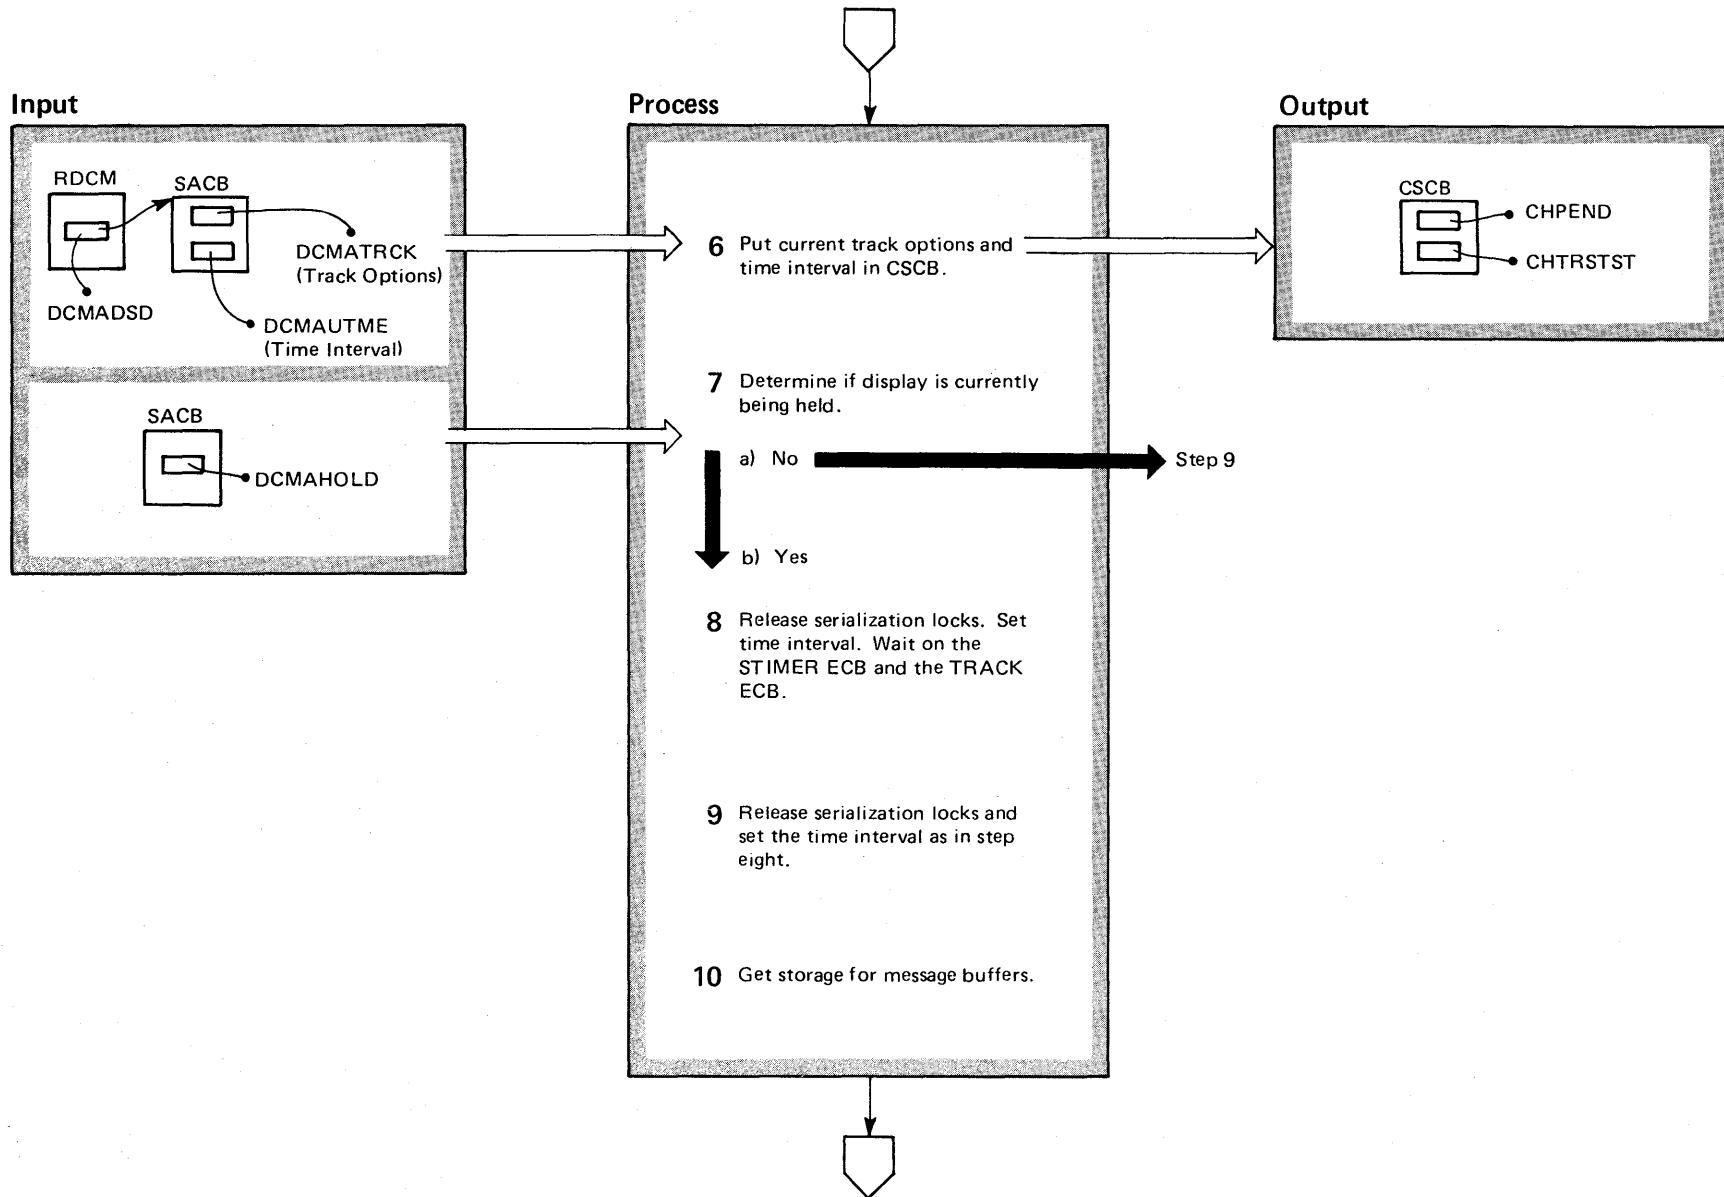 Input
RDCM
SACB
DCMATRCK
(Track Options)
DCMADSD
DCMAUTME
(Time Interval)
SACB
DCMAHOLD
Process
6 Put current track options and
time interval in CSCB.
7 Determine if display is currently
being held.
a) No
Step 9
b) Yes
8 Release serialization locks. Set
time interval. Wait on the
STIMER ECB and the TRACK
ECB.
9 Release serialization locks and
set the time interval as in step
eight.
10 Get storage for message buffers.
Output
CSCB
CHPEND
CHTRSTST